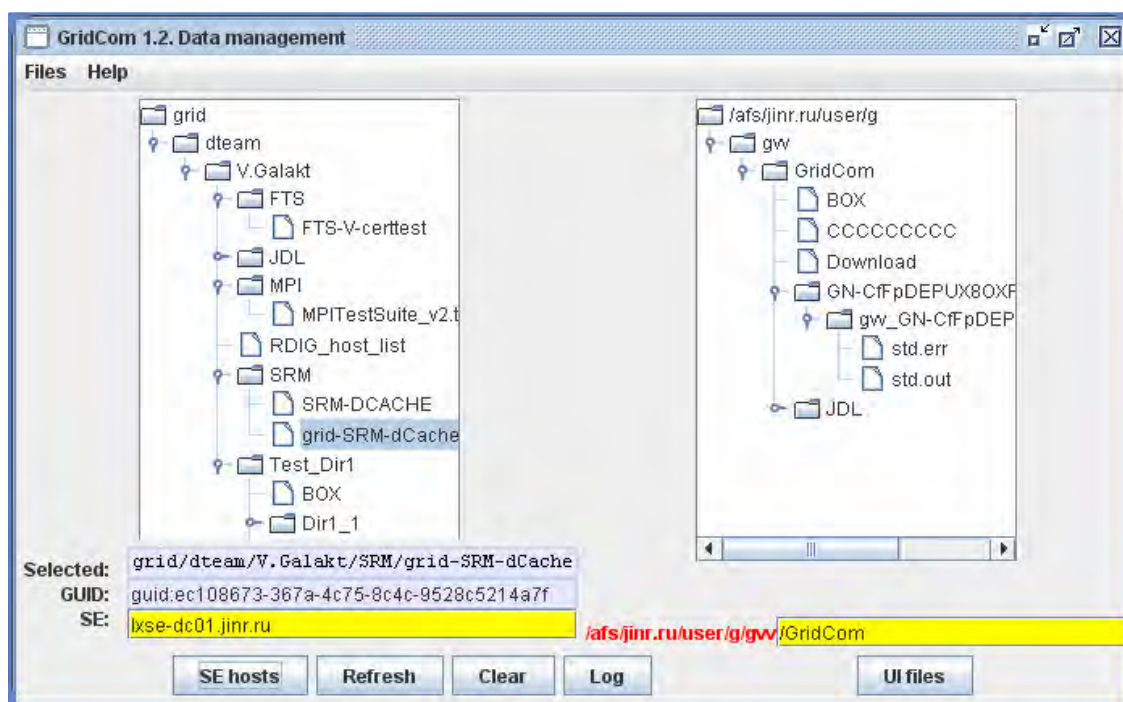 GridCom 1.2. Data management
Files Help
grid
dteam
V.Galakt
FTS
FTS-V-certtest
JDL
MPI
MPITestSuite_v2.t
RDIG_host_list
SRM
SRM-DCACHE
grid-SRM-dCache
Test_Dir1
BOX
Dir1_1
/afs/jinr.ru/user/g
gvv
GridCom
BOX
CCCCCCCCC
Download
GN-CfFpDEPUX8OXF
gvv_GN-CfFpDEP
std.err
std.out
JDL
Selected: grid/dteam/V.Galakt/SRM/grid-SRM-dCache
GUID: guid:ec108673-367a-4c75-8c4c-9528c5214a7f
SE: lxse-dc01.jinr.ru
/afs/jinr.ru/user/g/gvv /GridCom
SE hosts Refresh Clear Log UI files